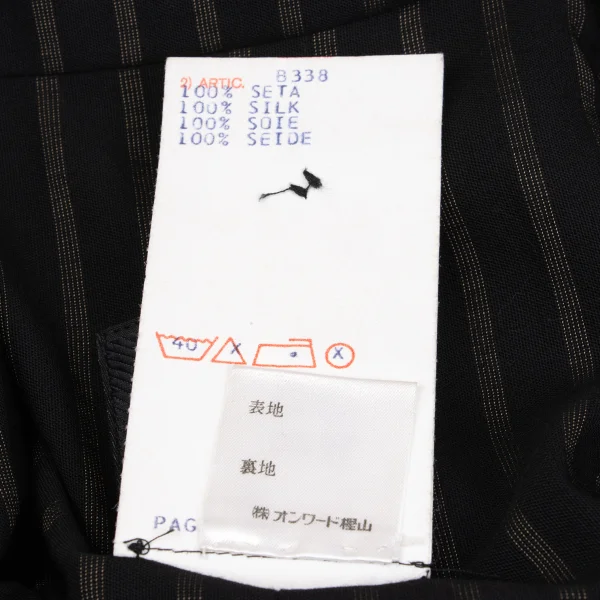 2) ARTIC. 8338
100% SETA
100% SILK
100% SOIE
100% SEIDE
40 X X
表地
裏地
㈱オンワード樫山
PAG